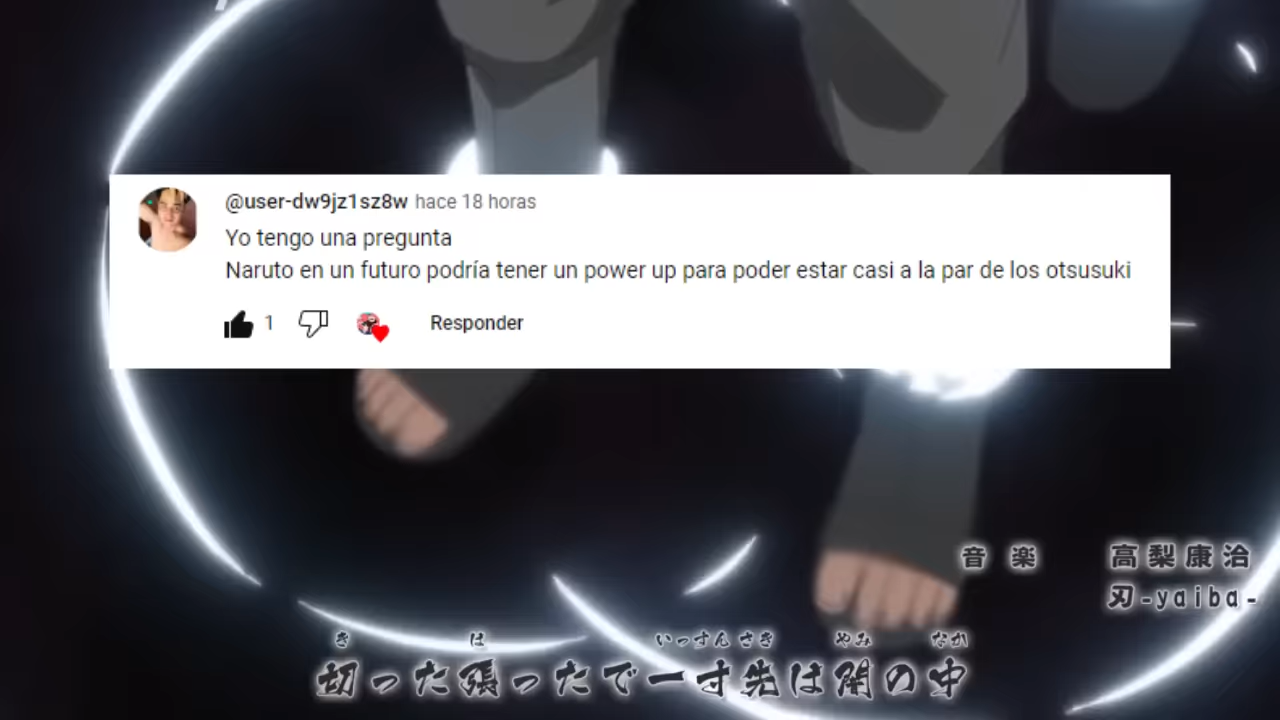 @user-dw9jz1sz8w hace 18 horas
Yo tengo una pregunta
Naruto en un futuro podría tener un power up para poder estar casi a la par de los otsusuki
1
Responder
音楽 高梨康治
刃-yaiba-
き は いっすんさき やみ なか
切った張ったで一寸先は闇の中